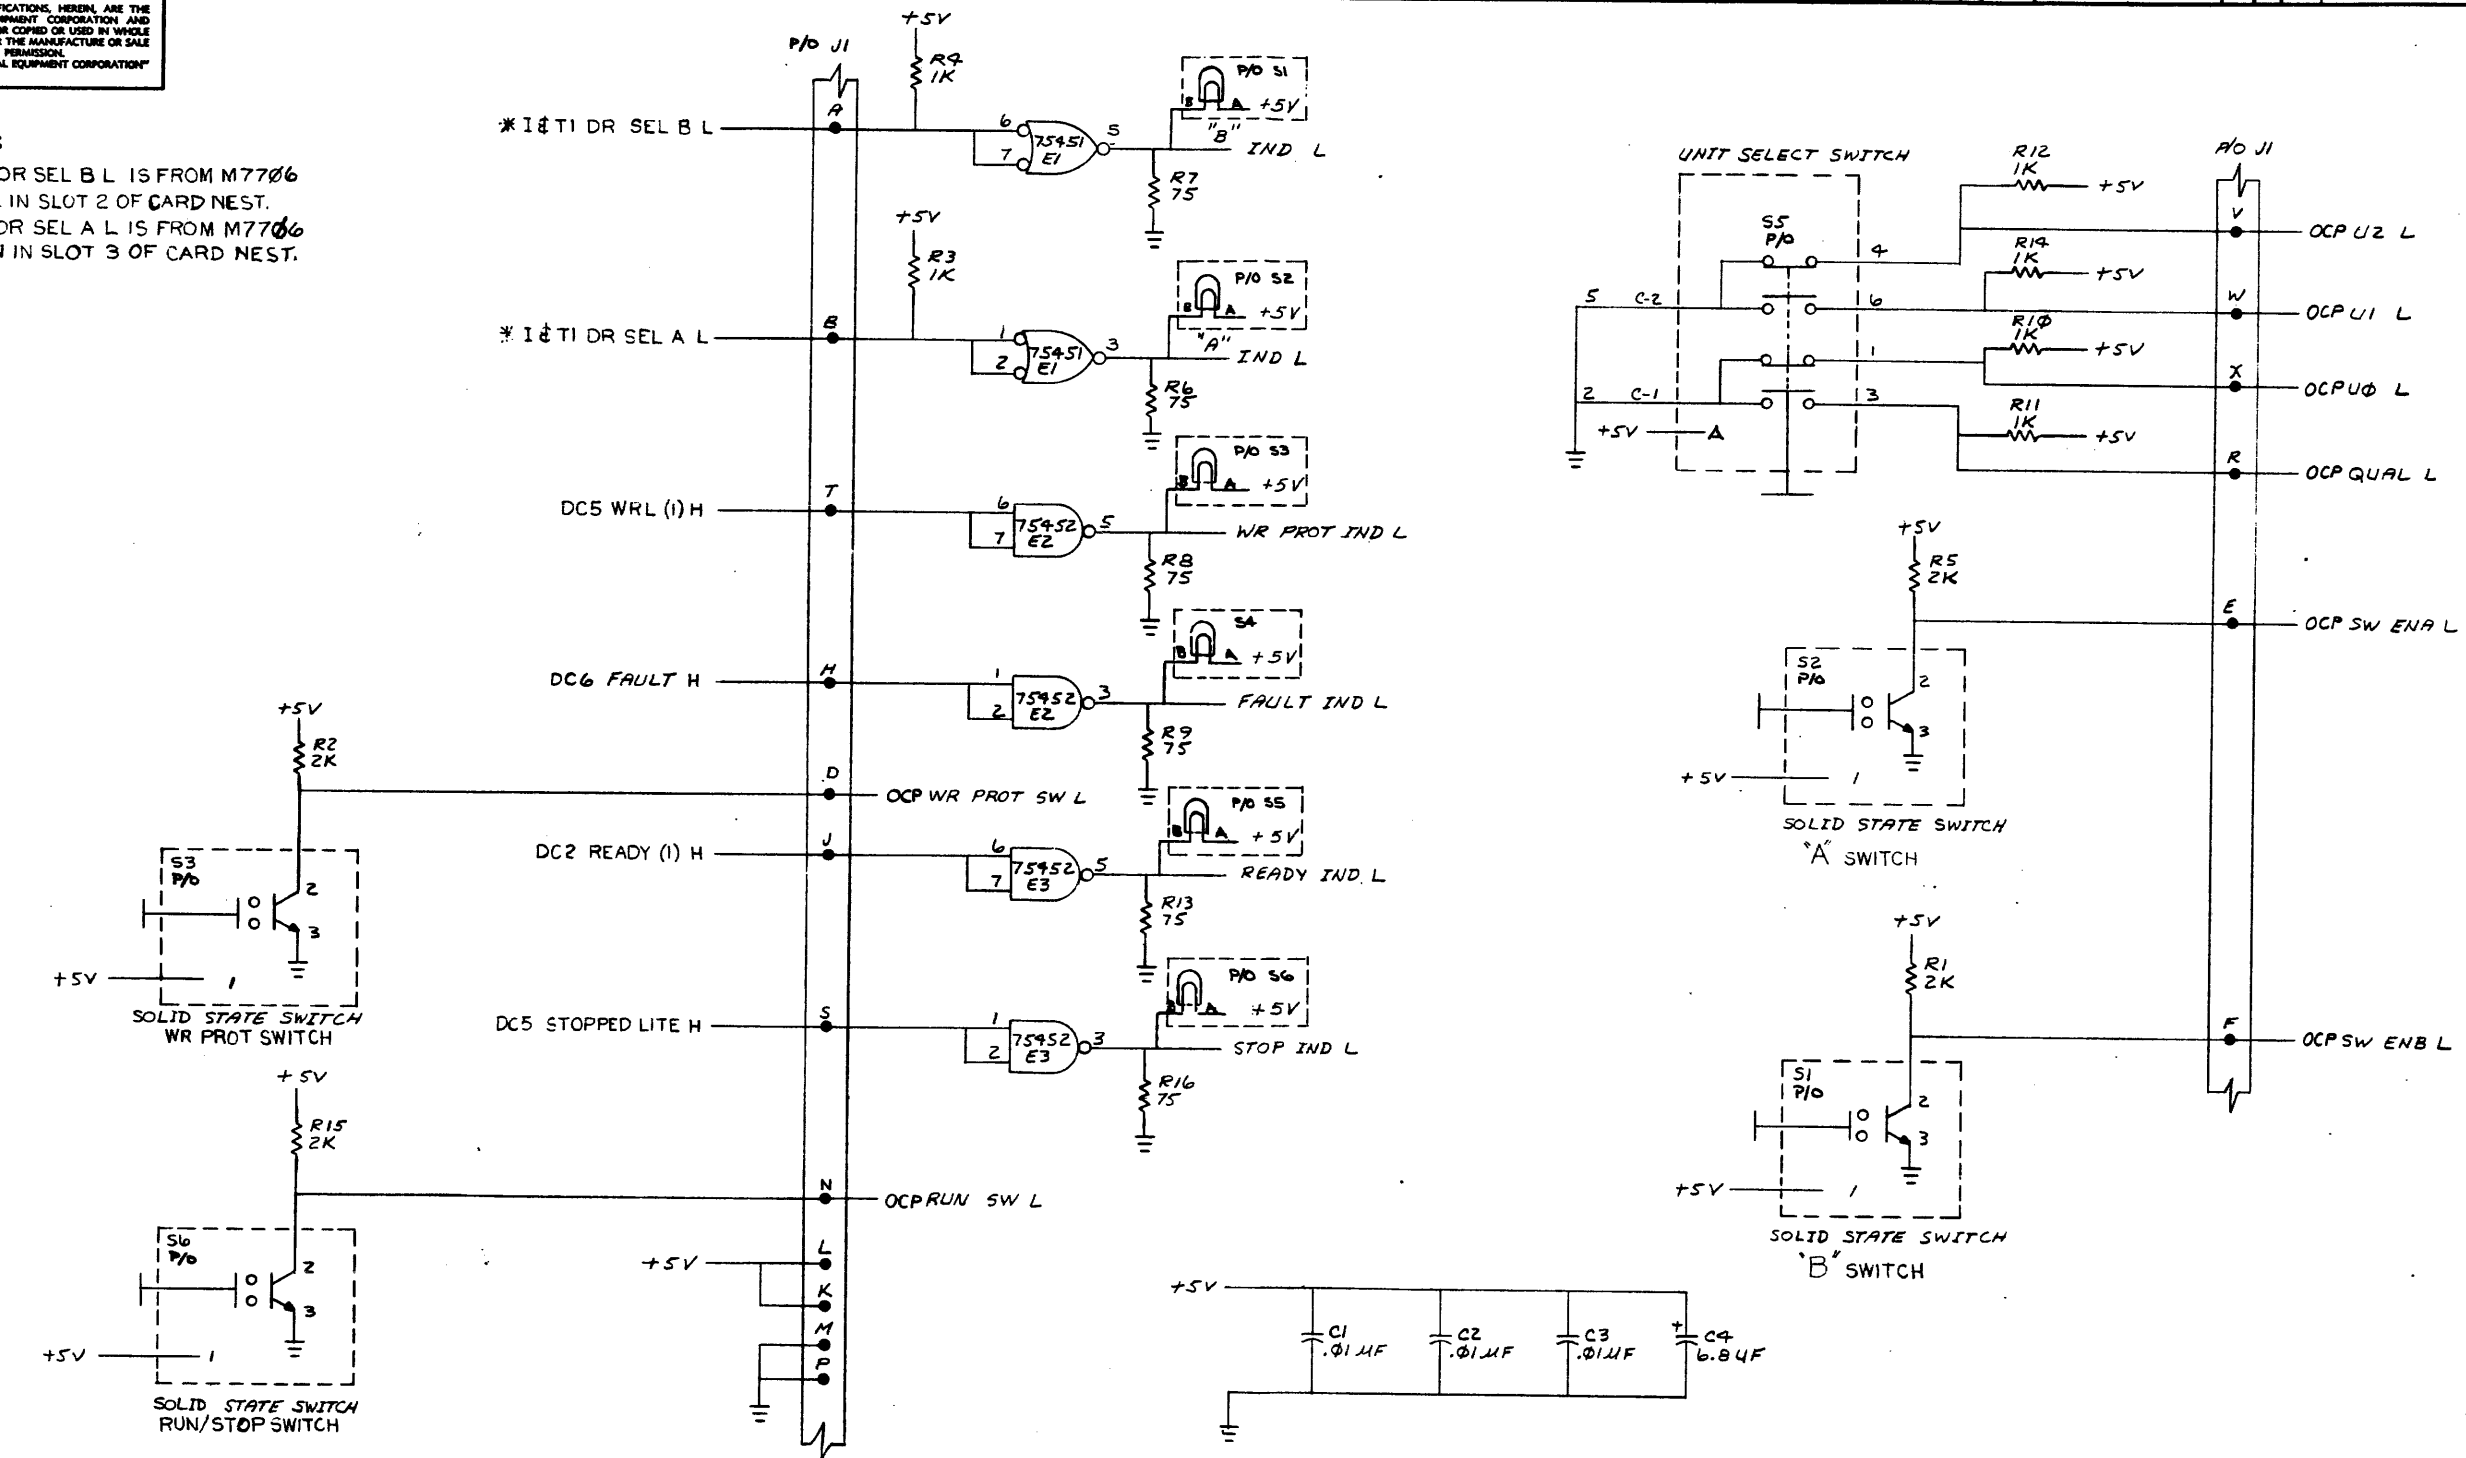 FICATIONS, HEREIN, ARE THE
IPMENT CORPORATION AND
OR COPIED OR USED IN WHOLE
THE MANUFACTURE OR SALE
PERMISSION.
AL EQUIPMENT CORPORATION"
S
DR SEL B L IS FROM M77Ø6
IN SLOT 2 OF CARD NEST.
DR SEL A L IS FROM M77Ø6
IN SLOT 3 OF CARD NEST.
P/O J1
+5V
R4
1K
* I&T1 DR SEL B L
A
6
7
75451
E1
5
P/O S1
B A +5V
"B"
IND L
R7
75
+5V
R3
1K
* I&T1 DR SEL A L
B
1
2
75451
E1
3
P/O S2
B A +5V
"A"
IND L
R6
75
DC5 WRL (1) H
T
6
7
75452
E2
5
P/O S3
B A +5V
WR PROT IND L
R8
75
DC6 FAULT H
H
1
2
75452
E2
3
S4
B A +5V
FAULT IND L
R9
75
+5V
R2
2K
D
OCP WR PROT SW L
S3
P/O
2
3
+5V
1
SOLID STATE SWITCH
WR PROT SWITCH
DC2 READY (1) H
J
6
7
75452
E3
5
P/O S5
B A +5V
READY IND L
R13
75
DC5 STOPPED LITE H
S
1
2
75452
E3
3
P/O S6
B A +5V
STOP IND L
R16
75
+5V
R15
2K
N
OCP RUN SW L
S6
P/O
2
3
+5V
1
SOLID STATE SWITCH
RUN/STOP SWITCH
+5V
L
K
M
P
+5V
C1
.Ø1 UF
C2
.Ø1 UF
C3
.Ø1 UF
+ C4
6.8 UF
UNIT SELECT SWITCH
S5
P/O
4
5 C-2
6
1
2 C-1
3
+5V A
R12
1K
+5V
R14
1K
+5V
R1Ø
1K
+5V
R11
1K
+5V
P/O J1
V
OCP U2 L
W
OCP U1 L
X
OCP UØ L
R
OCP QUAL L
+5V
R5
2K
E
OCP SW ENA L
S2
P/O
2
3
+5V
1
SOLID STATE SWITCH
"A" SWITCH
+5V
R1
2K
F
OCP SW ENB L
S1
P/O
2
3
+5V
1
SOLID STATE SWITCH
"B" SWITCH